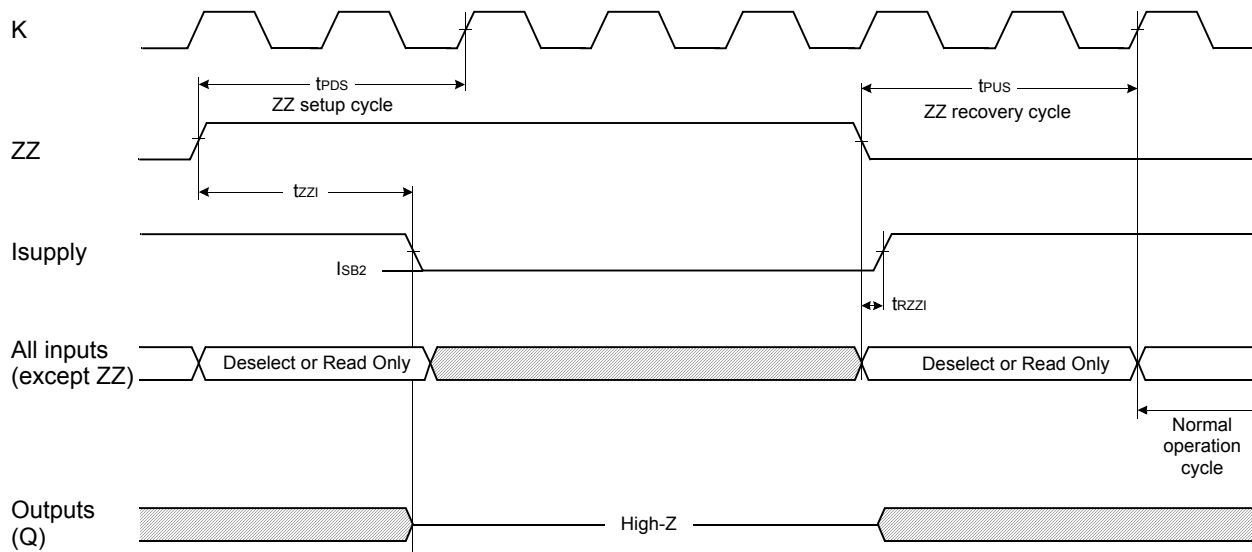 K
tPDS
ZZ setup cycle
tPUS
ZZ recovery cycle
ZZ
tZZI
Isupply
ISB2
tRZZI
All inputs
(except ZZ)
Deselect or Read Only
Deselect or Read Only
Normal
operation
cycle
Outputs
(Q)
High-Z